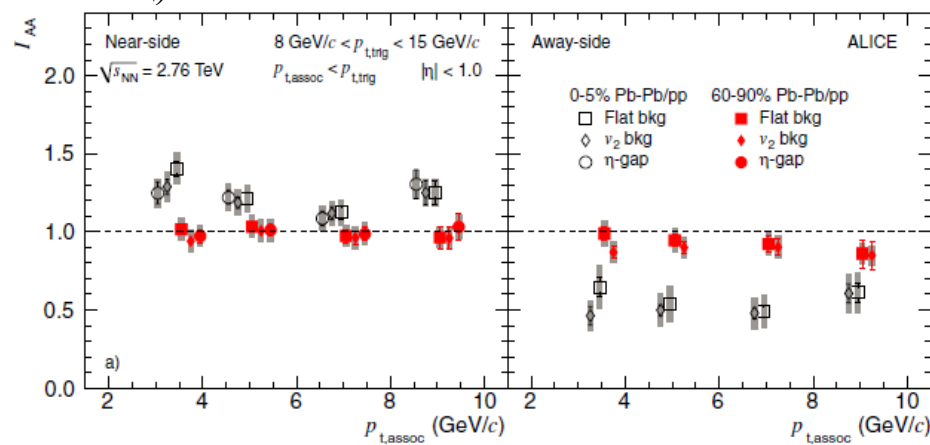 I_AA
Near-side 8 GeV/c < p_t,trig < 15 GeV/c
√s_NN = 2.76 TeV p_t,assoc < p_t,trig |η| < 1.0
a)
2.0
1.5
1.0
0.5
0.0
4 6 8 10
p_t,assoc (GeV/c)
Away-side ALICE
0-5% Pb-Pb/pp 60-90% Pb-Pb/pp
Flat bkg Flat bkg
v₂ bkg v₂ bkg
η-gap η-gap
2 4 6 8 10
p_t,assoc (GeV/c)